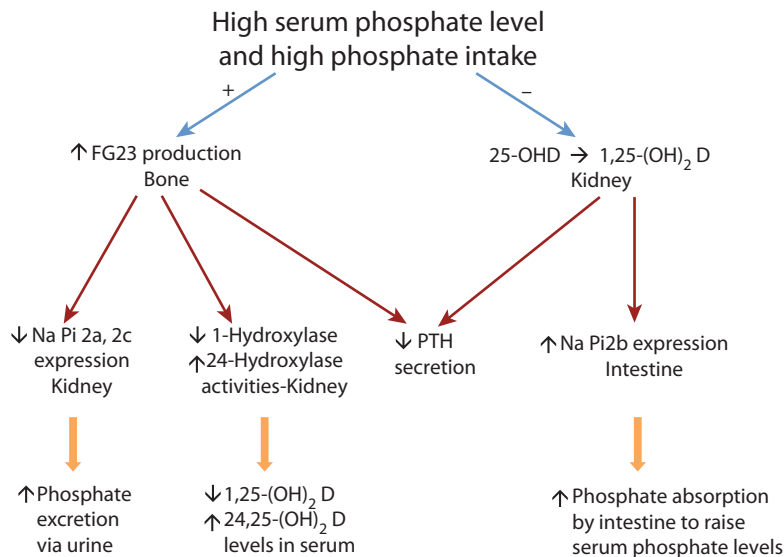 High serum phosphate level
and high phosphate intake
+
–
↑ FG23 production
Bone
25-OHD → 1,25-(OH)₂ D
Kidney
↓ Na Pi 2a, 2c
expression
Kidney
↓ 1-Hydroxylase
↑ 24-Hydroxylase
activities-Kidney
↓ PTH
secretion
↑ Na Pi2b expression
Intestine
↑ Phosphate
excretion
via urine
↓ 1,25-(OH)₂ D
↑ 24,25-(OH)₂ D
levels in serum
↑ Phosphate absorption
by intestine to raise
serum phosphate levels